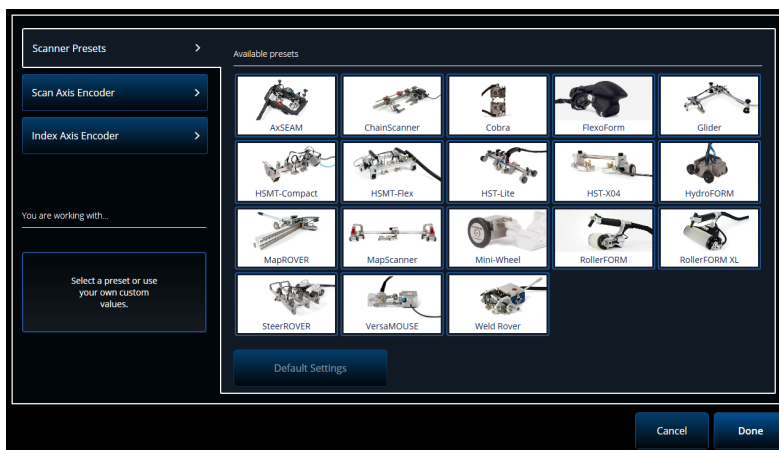 Scanner Presets
Scan Axis Encoder
Index Axis Encoder
You are working with...
Select a preset or use
your own custom
values.
Available presets
AxSEAM
ChainScanner
Cobra
FlexoForm
Glider
HSMT-Compact
HSMT-Flex
HST-Lite
HST-X04
HydroFORM
MapROVER
MapScanner
Mini-Wheel
RollerFORM
RollerFORM XL
SteerROVER
VersaMOUSE
Weld Rover
Default Settings
Cancel
Done